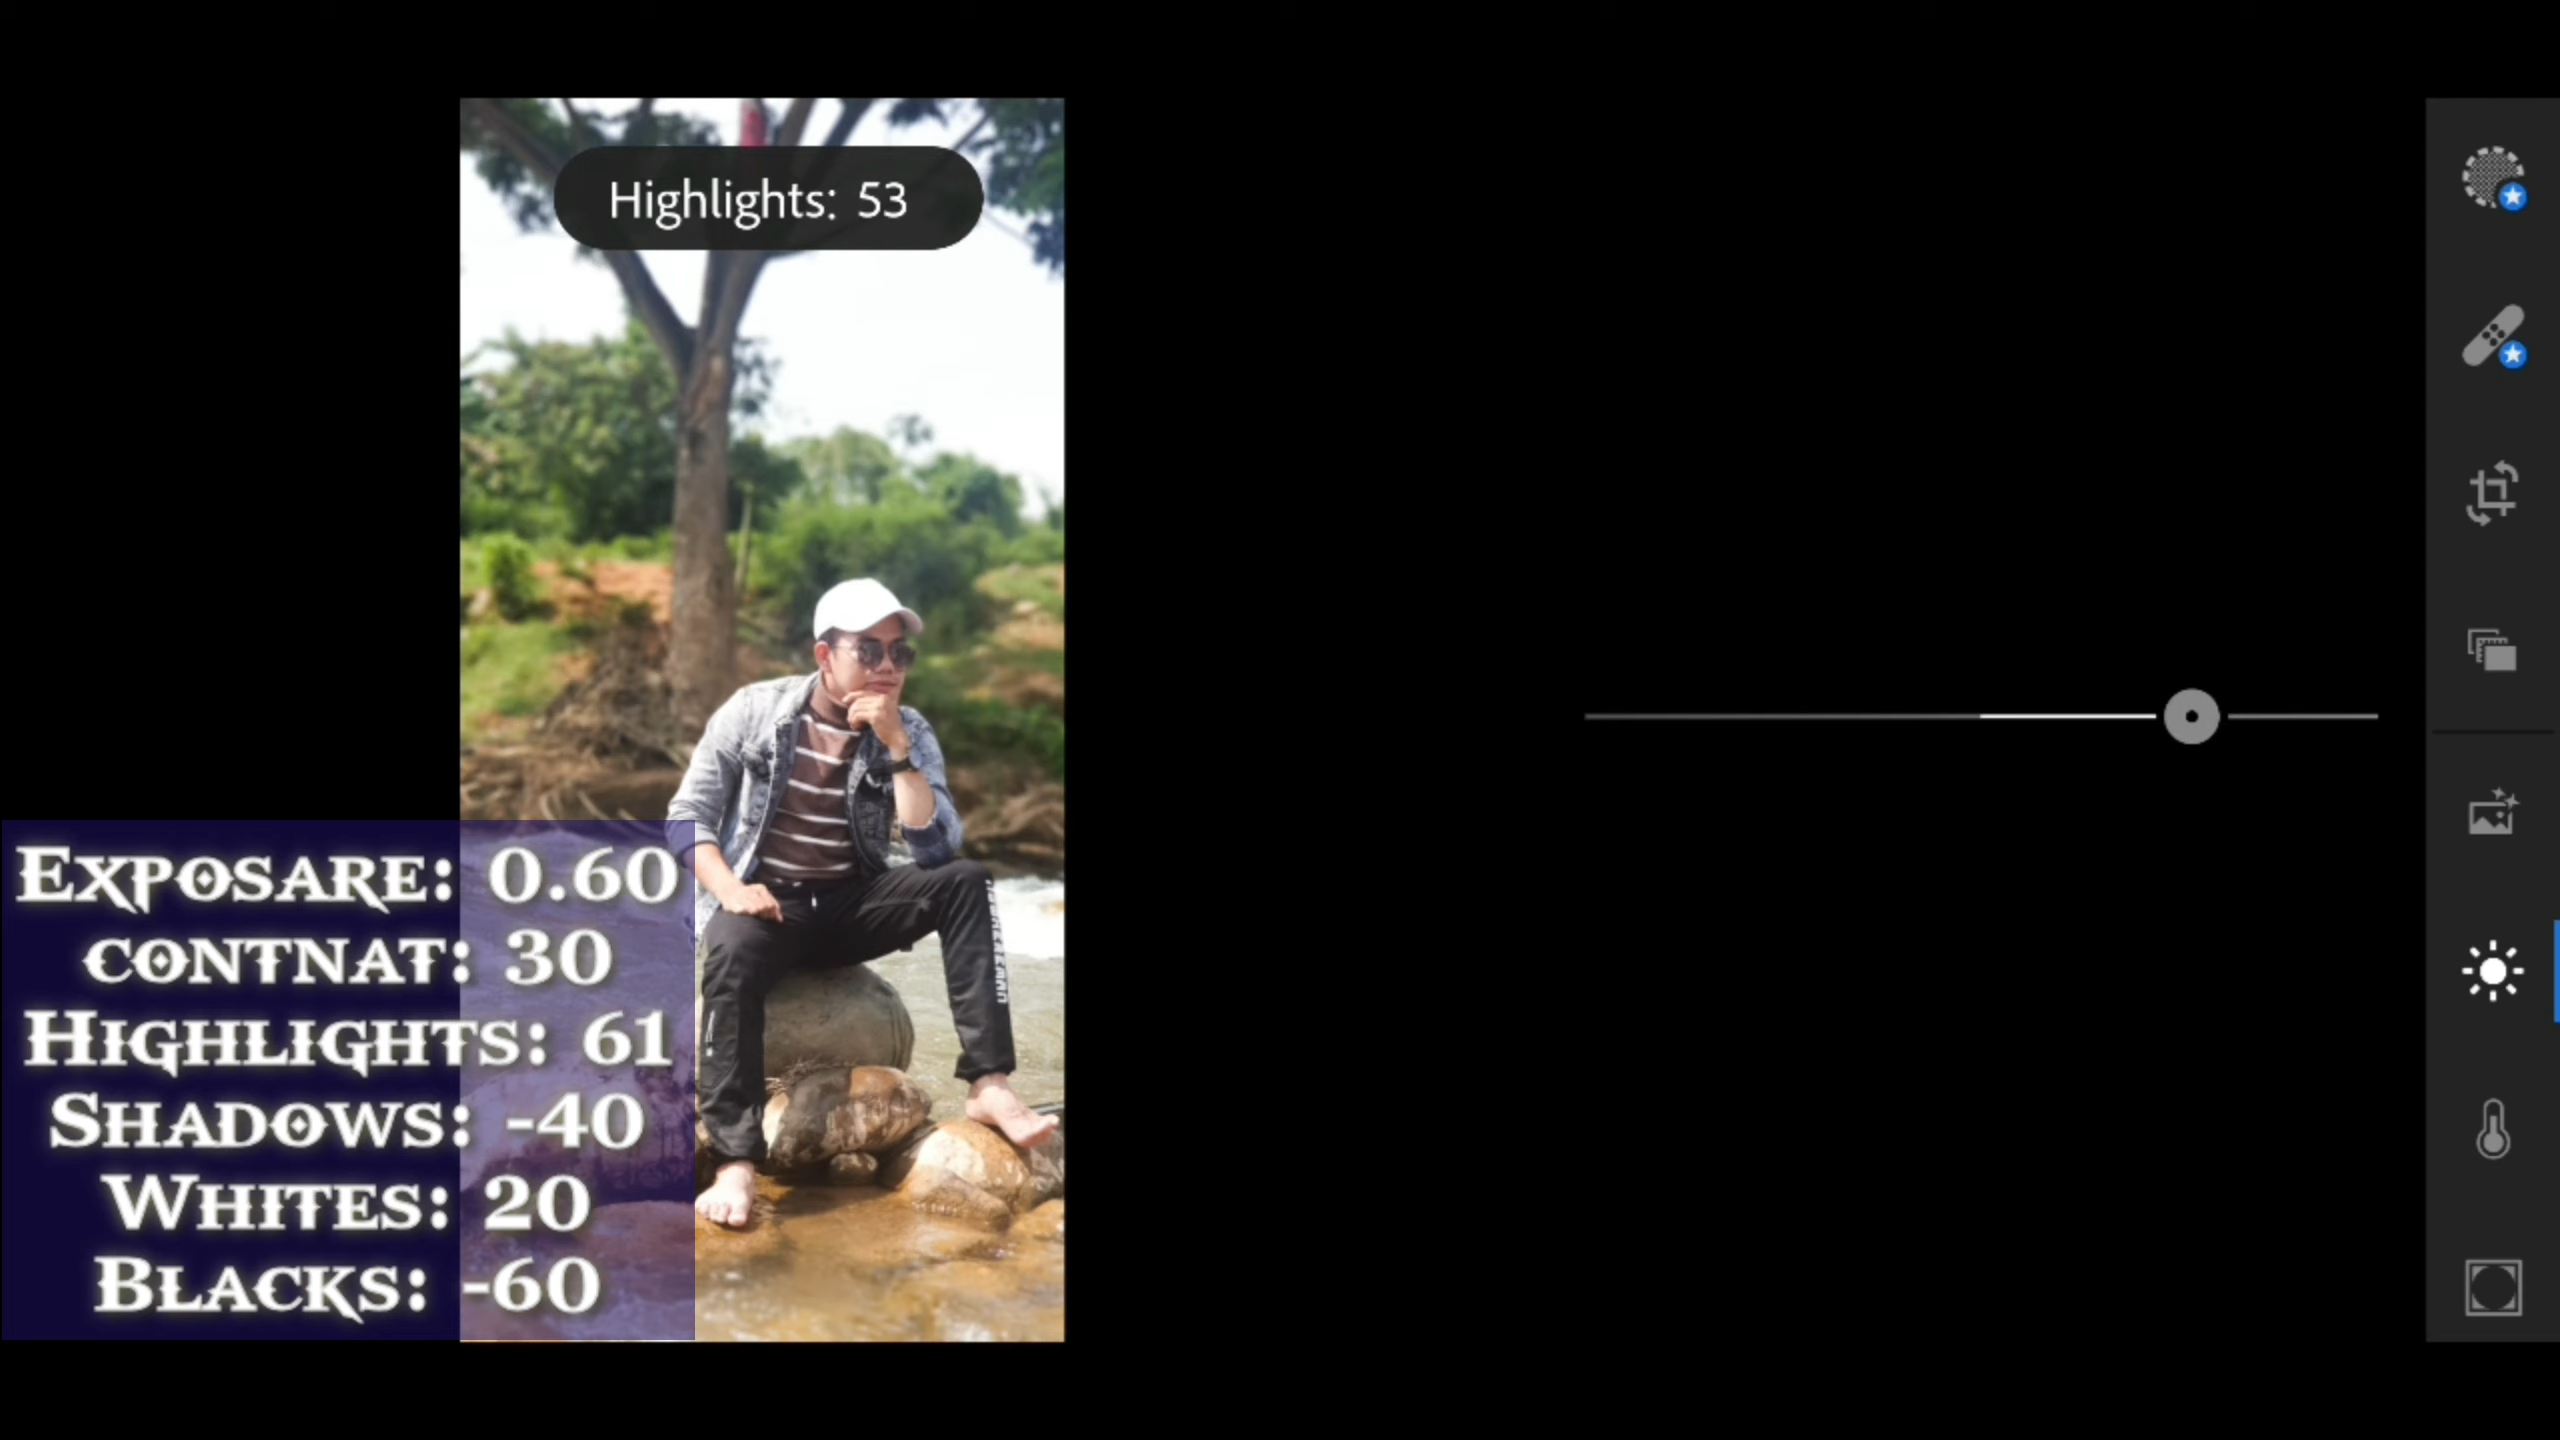 Highlights: 53
EXPOSARE: 0.60
CONTNAT: 30
HIGHLIGHTS: 61
SHADOWS: -40
WHITES: 20
BLACKS: -60